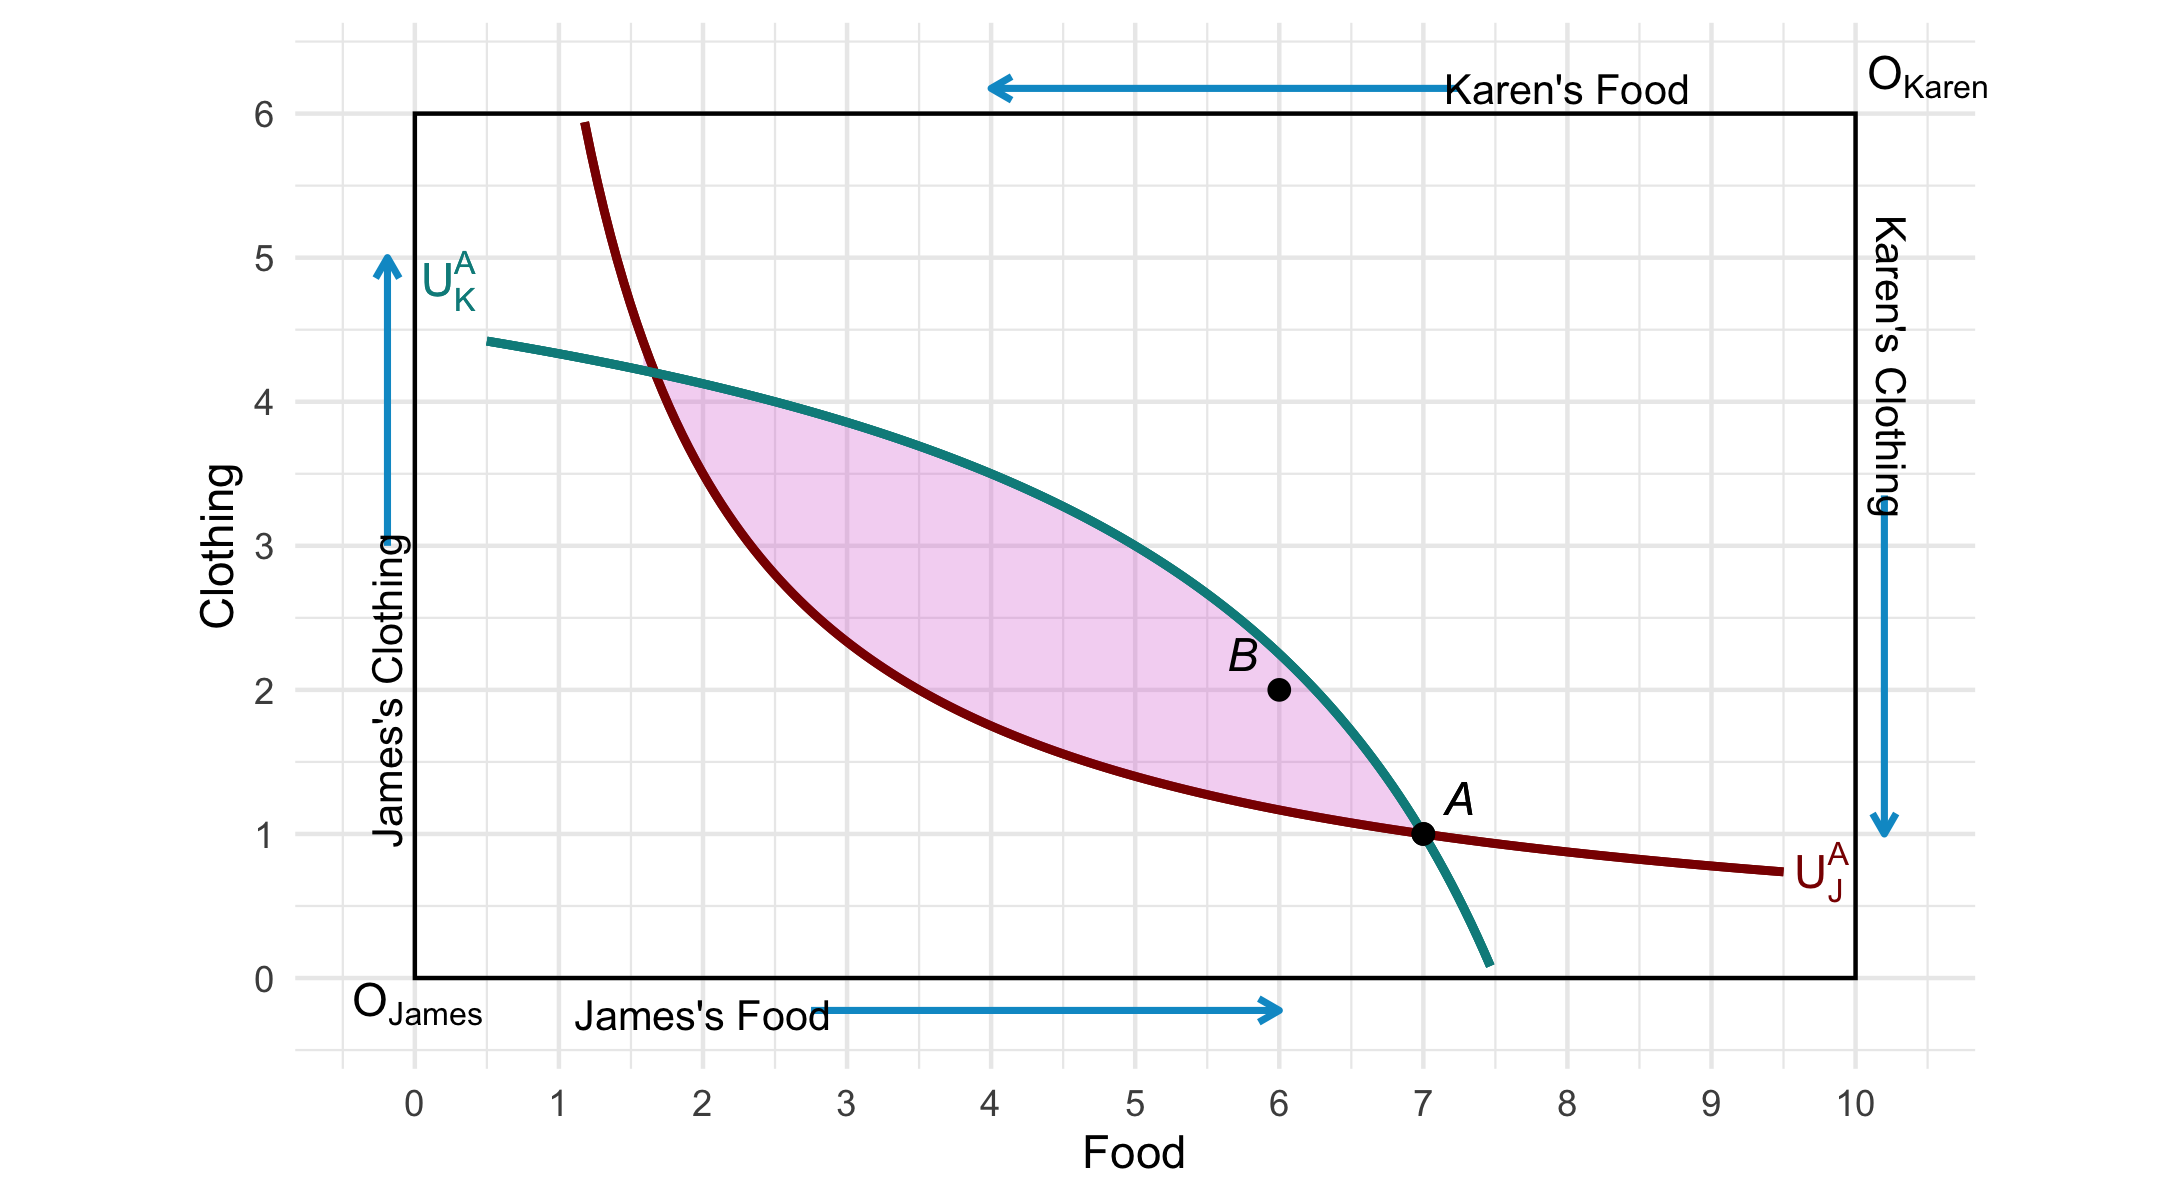 O_Karen
Karen's Food
6
5
4
3
2
1
0
Clothing
James's Clothing
U_K^A
Karen's Clothing
B
A
U_J^A
O_James
James's Food
0 1 2 3 4 5 6 7 8 9 10
Food